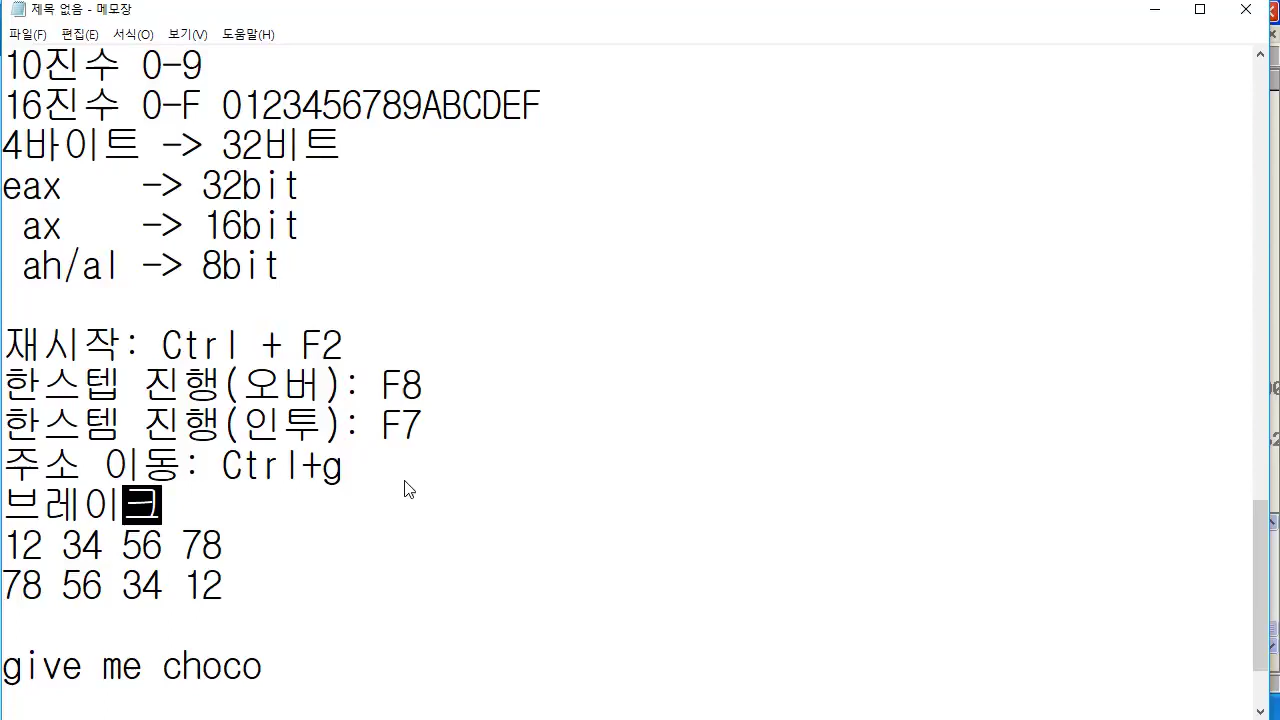 제목 없음 - 메모장
파일(F) 편집(E) 서식(O) 보기(V) 도움말(H)
10진수 0-9
16진수 0-F 0123456789ABCDEF
4바이트 -> 32비트
eax -> 32bit
ax -> 16bit
ah/al -> 8bit
재시작: Ctrl + F2
한스텝 진행(오버): F8
한스템 진행(인투): F7
주소 이동: Ctrl+g
브레이크
12 34 56 78
78 56 34 12
give me choco